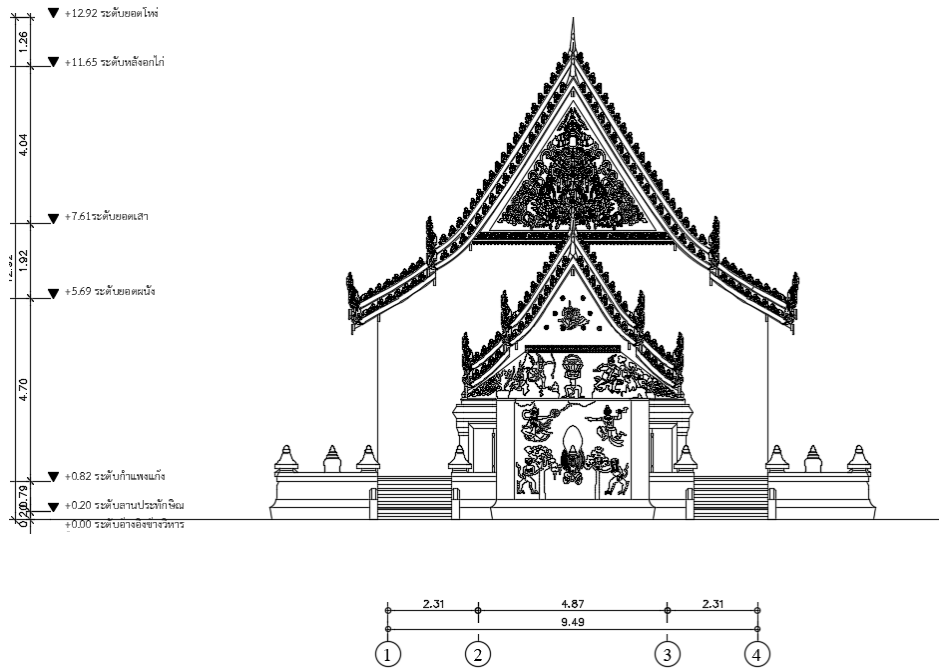 +12.92 ระดับยอดโหง่
1.26
+11.65 ระดับหลังอกไก่
4.04
+7.61ระดับยอดเสา
1.92
+5.69 ระดับยอดผนัง
4.70
+0.82 ระดับกำแพงแก้ง
0.79
+0.20 ระดับลานประทักษิณ
0.20
+0.00 ระดับอ้างอิงข้างวิหาร
2.31 4.87 2.31
9.49
1 2 3 4